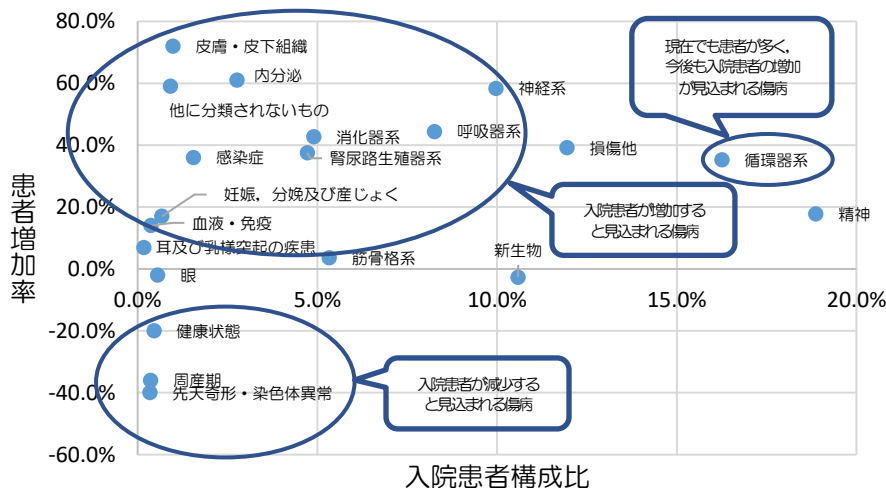 80.0%
60.0%
40.0%
20.0%
0.0%
-20.0%
-40.0%
-60.0%
患者増加率
皮膚・皮下組織
内分泌
他に分類されないもの
消化器系
呼吸器系
神経系
感染症
腎尿路生殖器系
損傷他
現在でも患者が多く,
今後も入院患者の増加
が見込まれる傷病
循環器系
妊娠，分娩及び産じょく
血液・免疫
入院患者が増加する
と見込まれる傷病
精神
耳及び乳様突起の疾患
筋骨格系
新生物
眼
0.0%
5.0%
10.0%
15.0%
20.0%
健康状態
周産期
先天奇形・染色体異常
入院患者が減少する
と見込まれる傷病
入院患者構成比